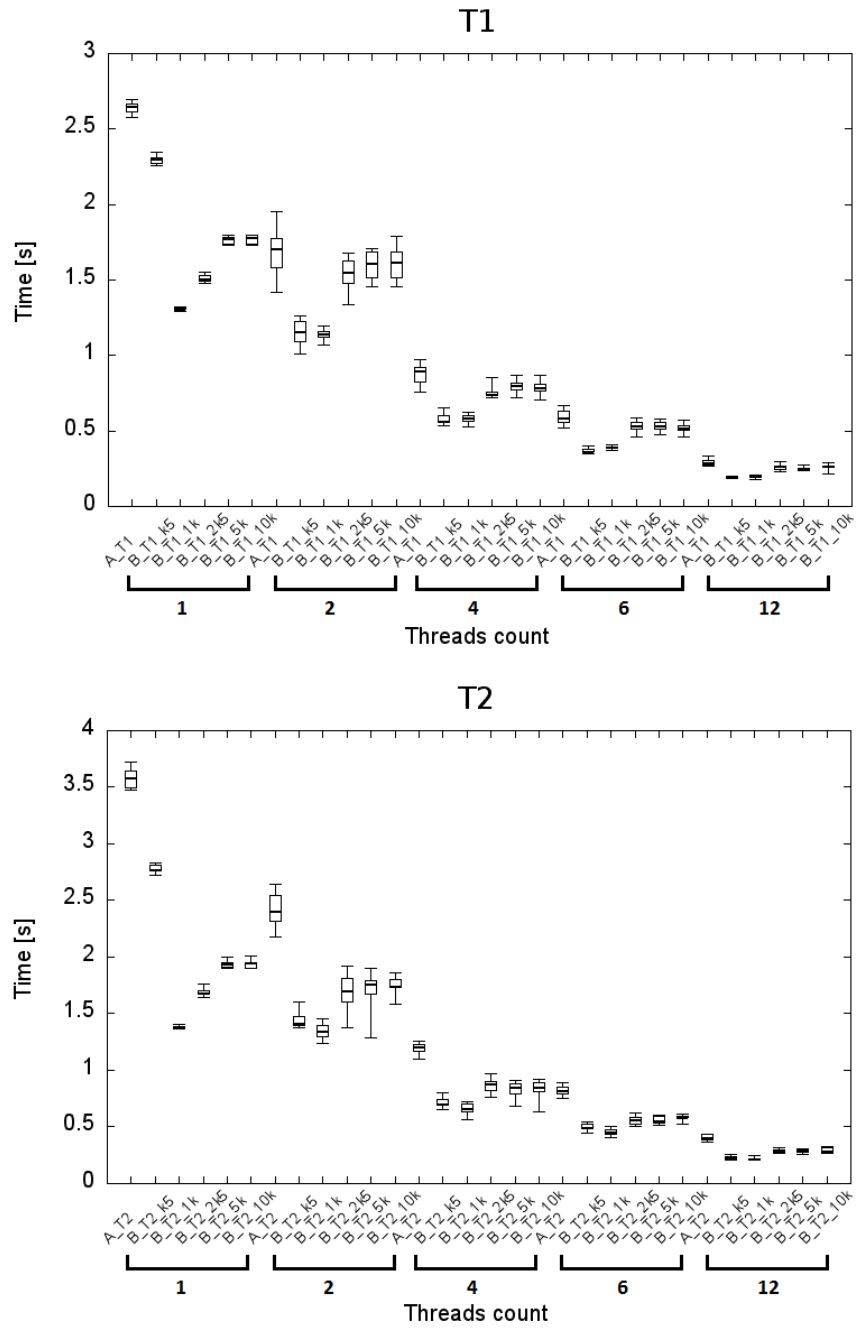 T1
3
2.5
2
1.5
1
0.5
0
Time [s]
A_T1
B_T1_k5
B_T1_1k
B_T1_2k5
B_T1_5k
B_T1_10k
A_T1
B_T1_k5
B_T1_1k
B_T1_2k5
B_T1_5k
B_T1_10k
A_T1
B_T1_k5
B_T1_1k
B_T1_2k5
B_T1_5k
B_T1_10k
A_T1
B_T1_k5
B_T1_1k
B_T1_2k5
B_T1_5k
B_T1_10k
A_T1
B_T1_k5
B_T1_1k
B_T1_2k5
B_T1_5k
B_T1_10k
1 2 4 6 12
Threads count
T2
4
3.5
3
2.5
2
1.5
1
0.5
0
Time [s]
A_T2
B_T2_k5
B_T2_1k
B_T2_2k5
B_T2_5k
B_T2_10k
A_T2
B_T2_k5
B_T2_1k
B_T2_2k5
B_T2_5k
B_T2_10k
A_T2
B_T2_k5
B_T2_1k
B_T2_2k5
B_T2_5k
B_T2_10k
A_T2
B_T2_k5
B_T2_1k
B_T2_2k5
B_T2_5k
B_T2_10k
A_T2
B_T2_k5
B_T2_1k
B_T2_2k5
B_T2_5k
B_T2_10k
1 2 4 6 12
Threads count